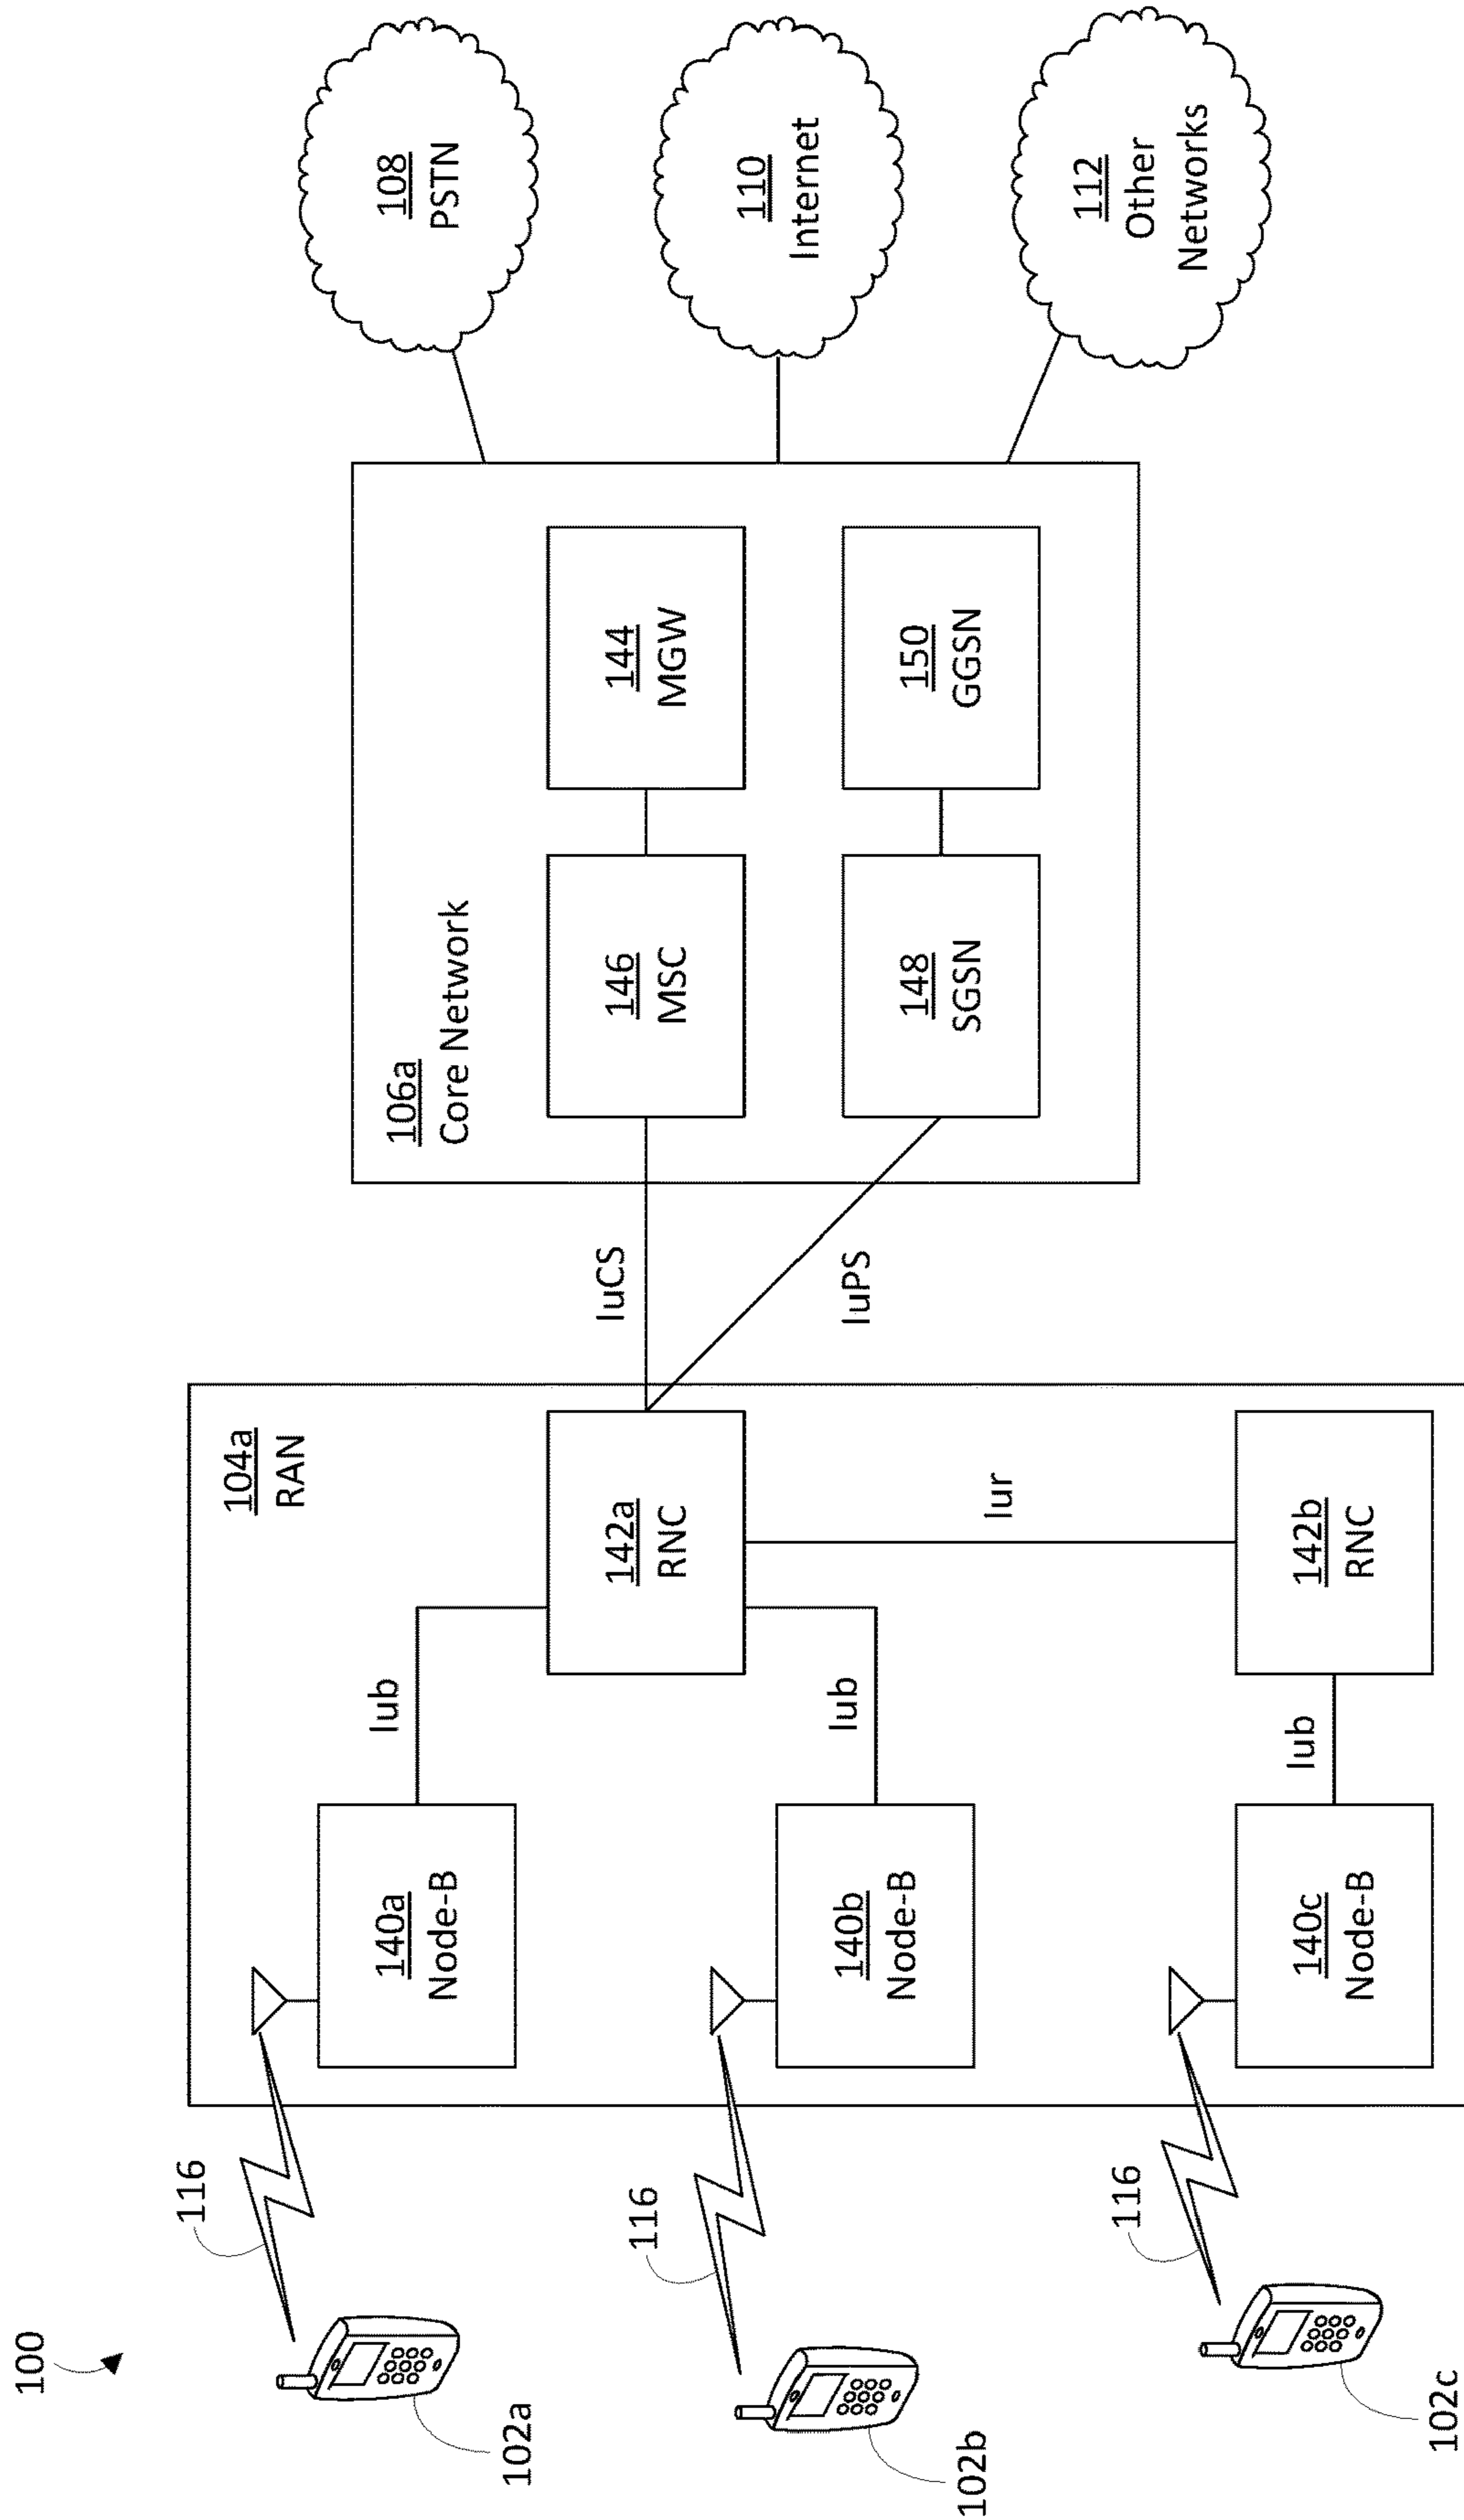 100
102a
116
102b
116
102c
116
104a
RAN
140a
Node-B
Iub
140b
Node-B
Iub
140c
Node-B
Iub
142a
RNC
Iur
142b
RNC
IuCS
IuPS
106a
Core Network
146
MSC
144
MGW
148
SGSN
150
GGSN
108
PSTN
110
Internet
112
Other
Networks